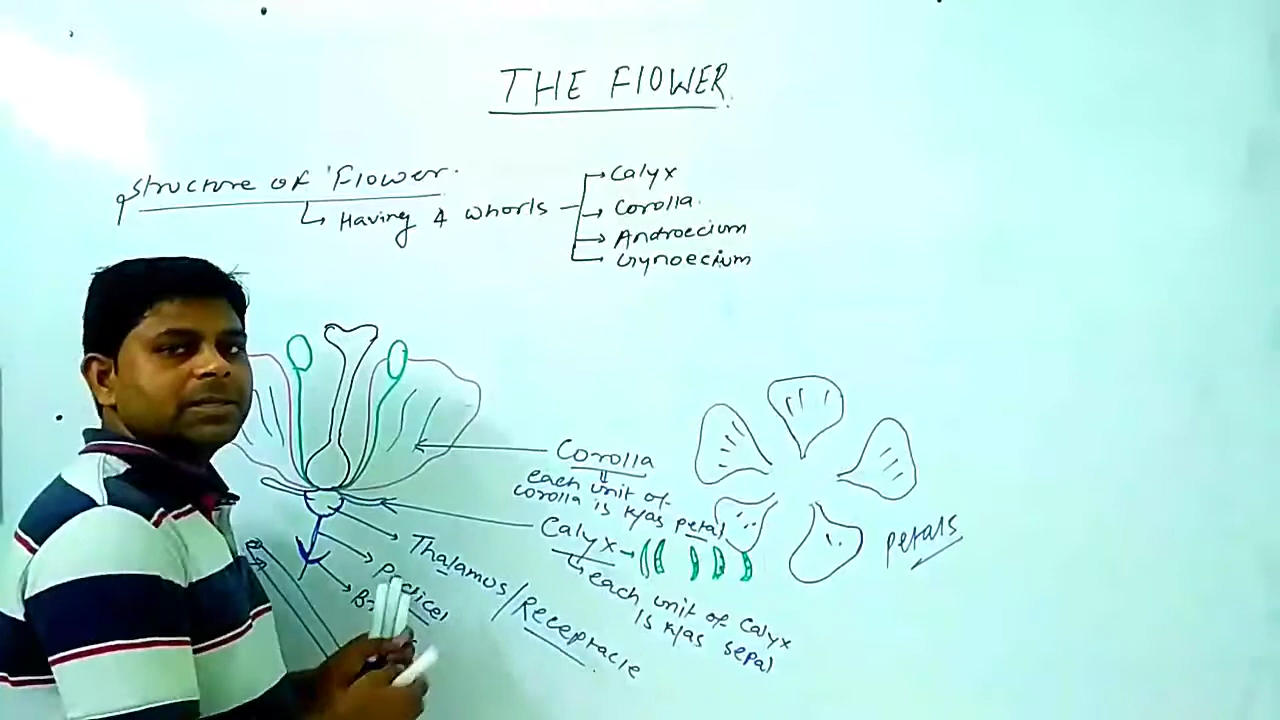 THE FLOWER
structure of Flower.
Having 4 whorls
Calyx
Corolla
Androecium
Gynoecium
Corolla
each unit of
corolla is k/as petal
Calyx
each unit of Calyx
is k/as sepal
petals
Thalamus/Receptacle
Pedicel